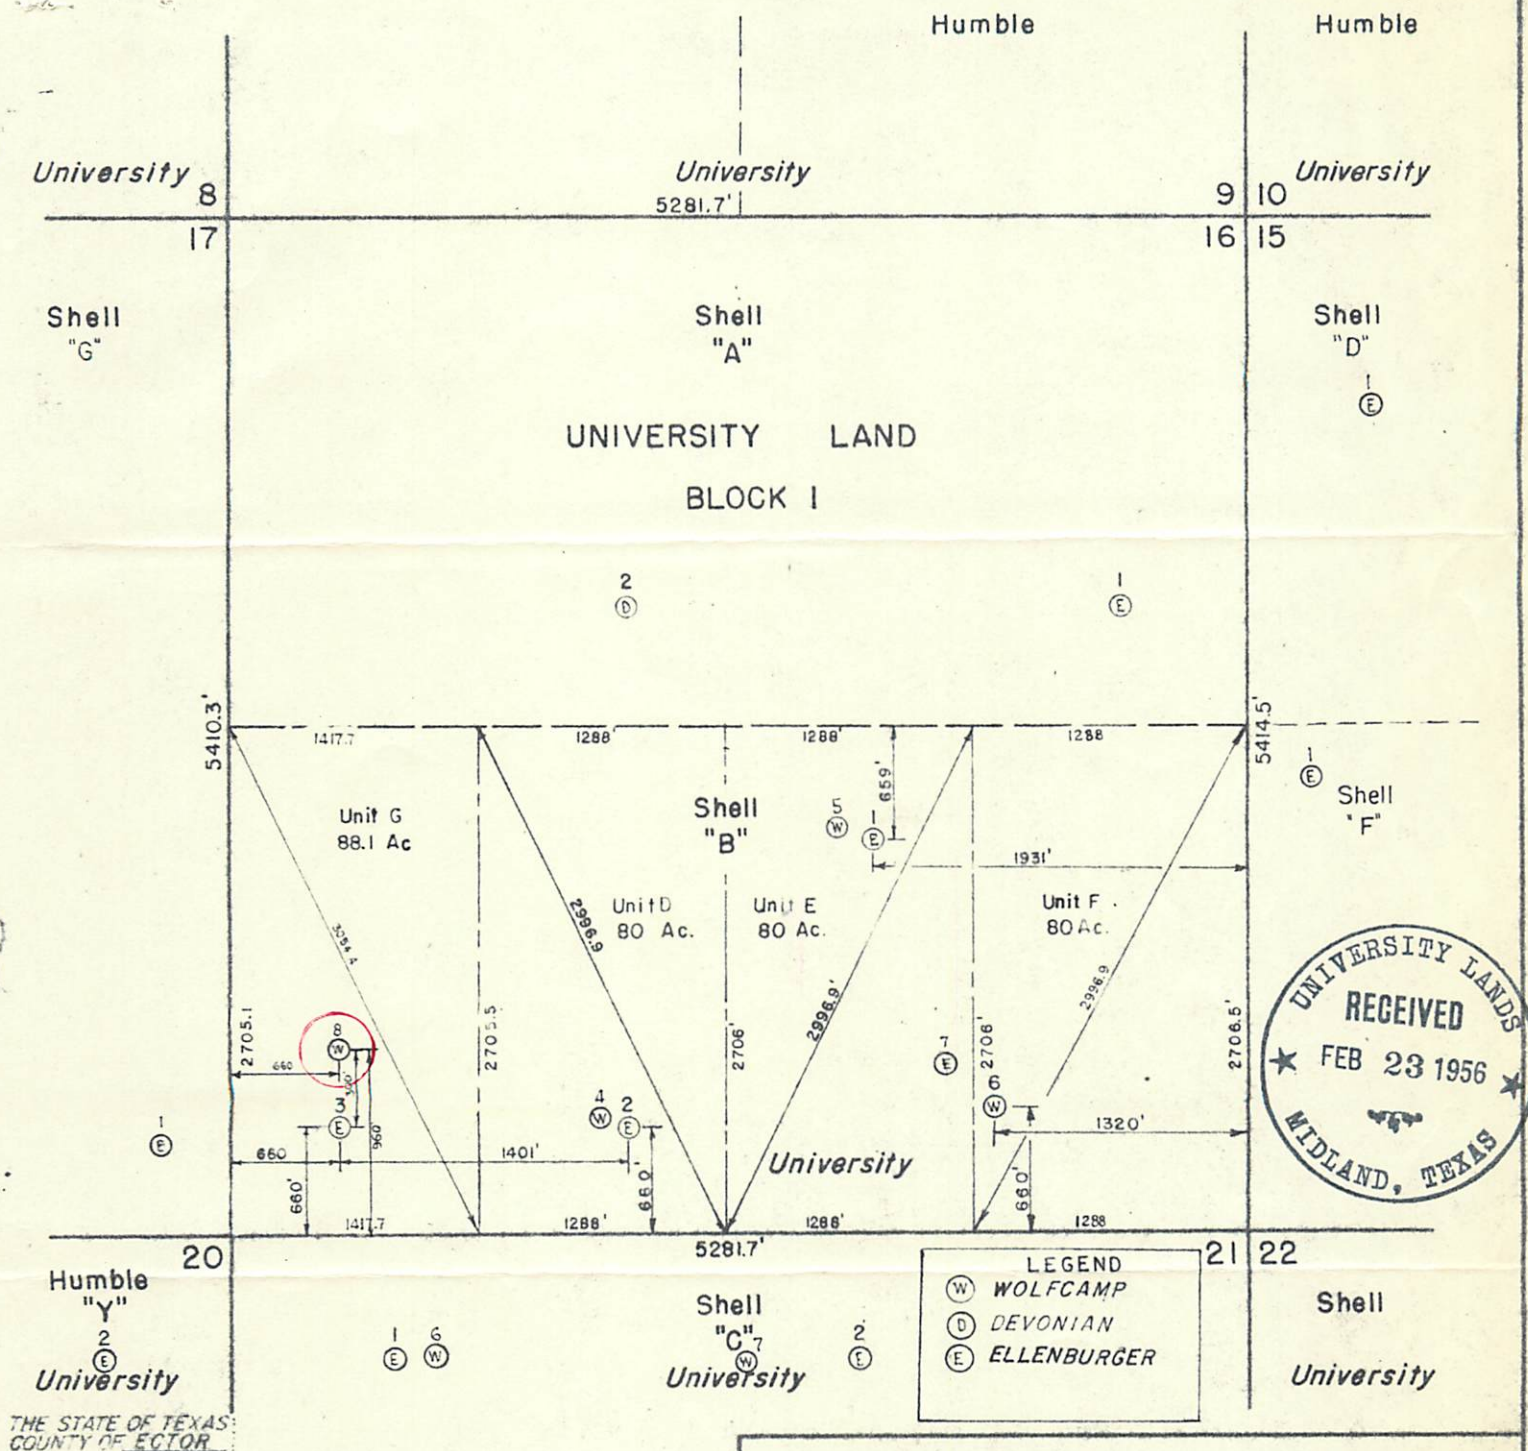 Humble
Humble
University
University
University
8
5281.7'
9
10
17
16
15
Shell
"G"
Shell
"A"
Shell
"D"
1
E
UNIVERSITY LAND
BLOCK 1
2
D
1
E
5410.3'
5414.5'
1417.7
1288'
1288'
1288
1
E
Shell
"F"
Unit G
88.1 Ac
Shell
"B"
5
W
1
E
659'
1931'
Unit D
80 Ac.
Unit E
80 Ac.
Unit F.
80 Ac.
3054.4
2996.9
2996.9'
2996.9
2705.1
2705.5
2706'
2706'
2706.5'
8
W
660
3
E
960
660
1401'
660'
1
E
4
W
2
E
660'
7
E
6
W
1320'
660'
University
1417.7
1288'
1288'
1288
UNIVERSITY LANDS
RECEIVED
FEB 23 1956
MIDLAND, TEXAS
20
5281.7'
21
22
Humble
"Y"
2
E
University
1
E
6
W
Shell
"C"
7
W
University
2
E
LEGEND
W WOLFCAMP
D DEVONIAN
E ELLENBURGER
Shell
University
THE STATE OF TEXAS
COUNTY OF ECTOR